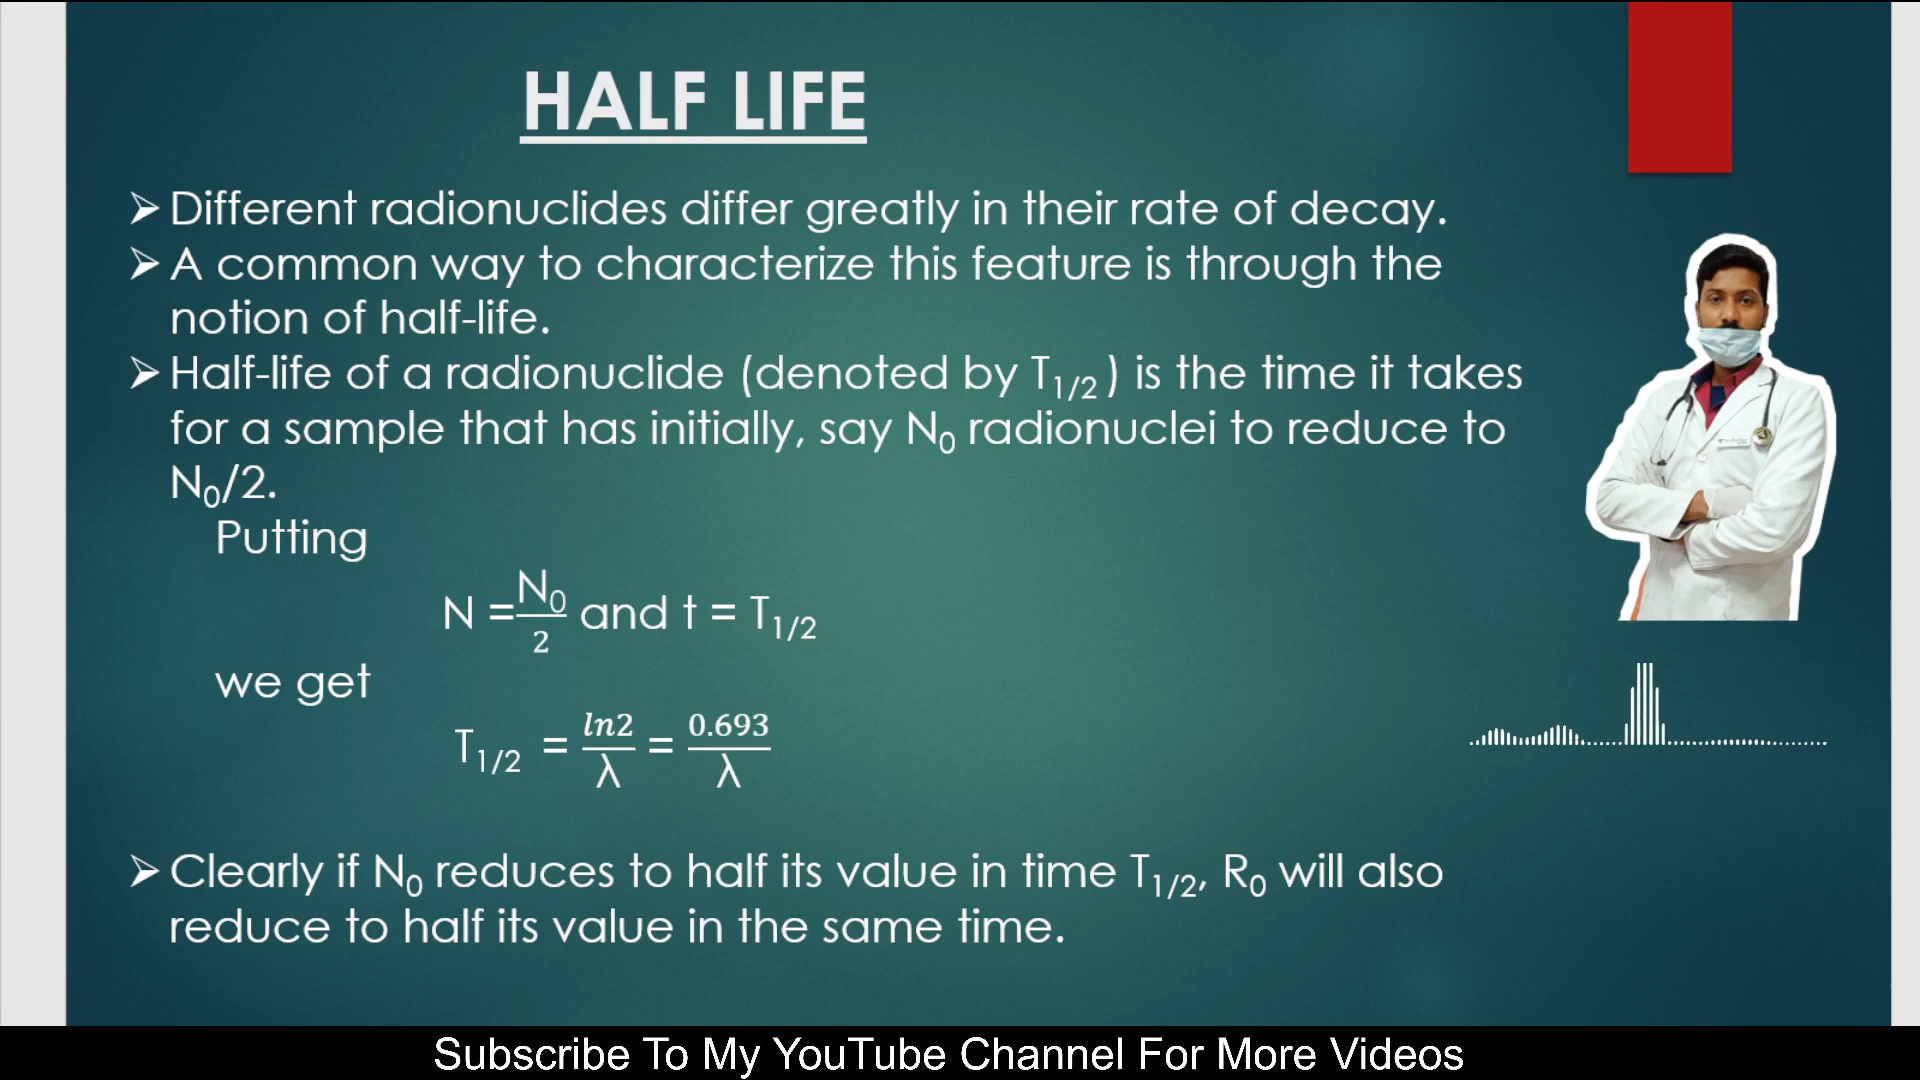 HALF LIFE
➢ Different radionuclides differ greatly in their rate of decay.
➢ A common way to characterize this feature is through the
notion of half-life.
➢ Half-life of a radionuclide (denoted by T₁/₂ ) is the time it takes
for a sample that has initially, say N₀ radionuclei to reduce to
N₀/2.
Putting
N = N₀/2 and t = T₁/₂
we get
T₁/₂ = ln2/λ = 0.693/λ
➢ Clearly if N₀ reduces to half its value in time T₁/₂, R₀ will also
reduce to half its value in the same time.
Subscribe To My YouTube Channel For More Videos